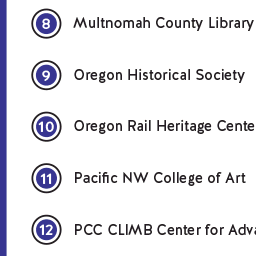 8 Multnomah County Library
9 Oregon Historical Society
10 Oregon Rail Heritage Cente
11 Pacific NW College of Art
12 PCC CLIMB Center for Adva